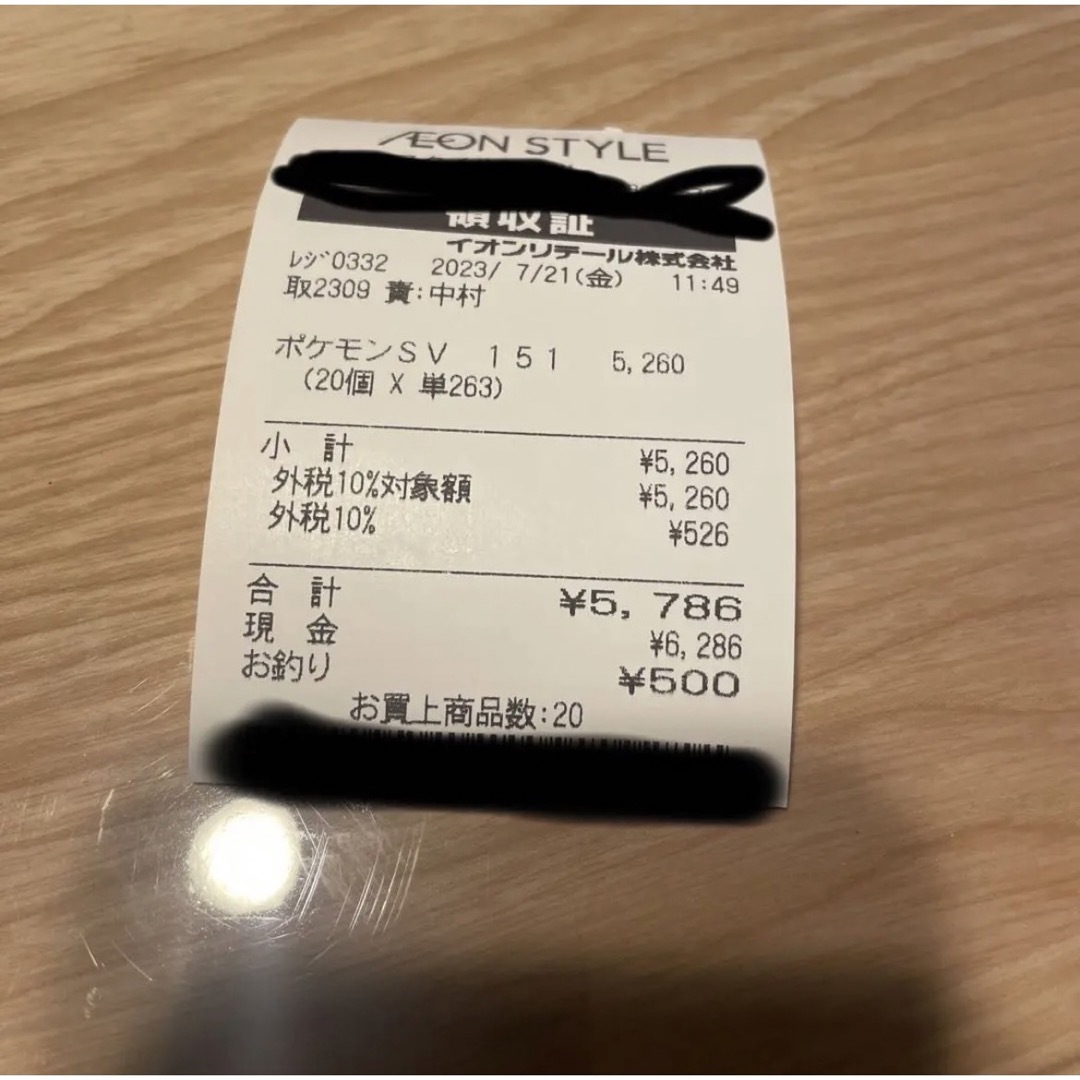 ÆON STYLE
領収証
イオンリテール株式会社
ﾚｼﾞ0332 2023/ 7/21(金) 11:49
取2309 責:中村
ポケモンSV 151 5,260
(20個 X 単263)
小 計 ¥5,260
外税10%対象額 ¥5,260
外税10% ¥526
合 計 ¥5,786
現 金 ¥6,286
お釣り ¥500
お買上商品数:20